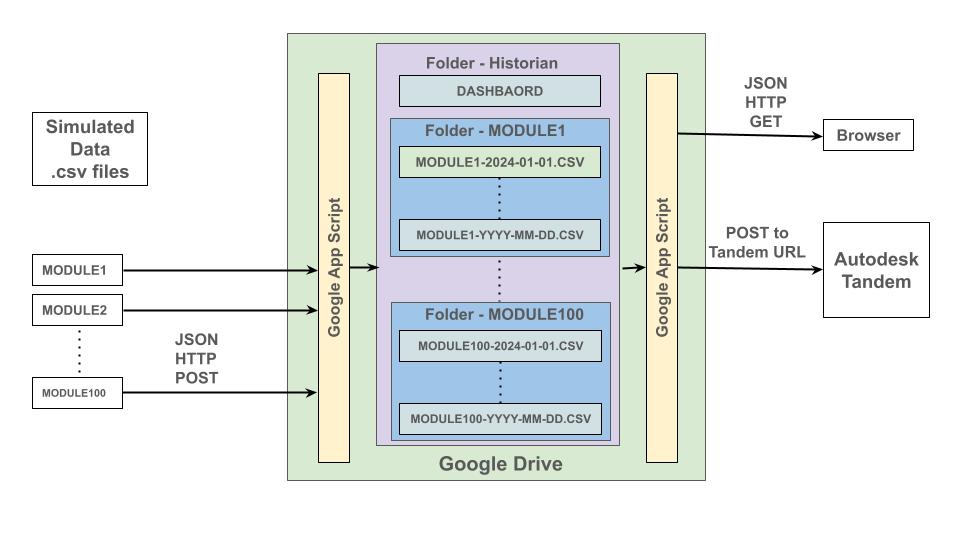 Simulated
Data
.csv files
MODULE1
MODULE2
MODULE100
JSON
HTTP
POST
Google App Script
Folder - Historian
DASHBAORD
Folder - MODULE1
MODULE1-2024-01-01.CSV
MODULE1-YYYY-MM-DD.CSV
Folder - MODULE100
MODULE100-2024-01-01.CSV
MODULE100-YYYY-MM-DD.CSV
Google Drive
Google App Script
JSON
HTTP
GET
Browser
POST to
Tandem URL
Autodesk
Tandem